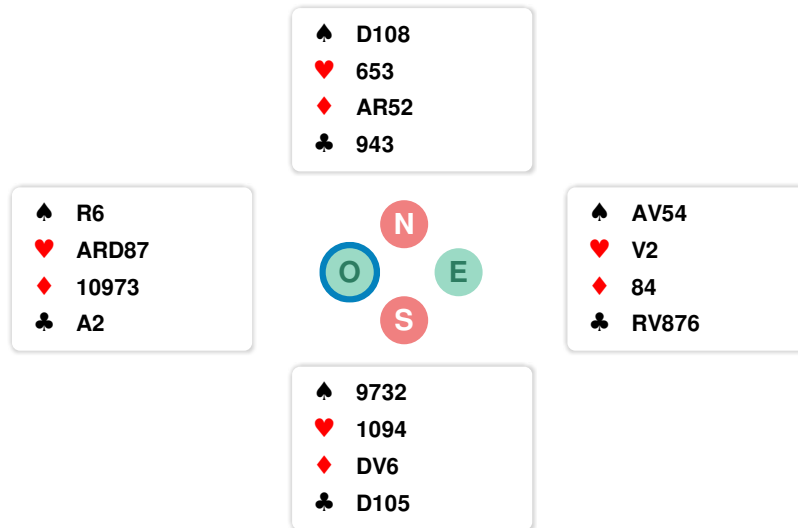 ♠ D108
♥ 653
♦ AR52
♣ 943
♠ R6
♥ ARD87
♦ 10973
♣ A2
N
O E
S
♠ AV54
♥ V2
♦ 84
♣ RV876
♠ 9732
♥ 1094
♦ DV6
♣ D105